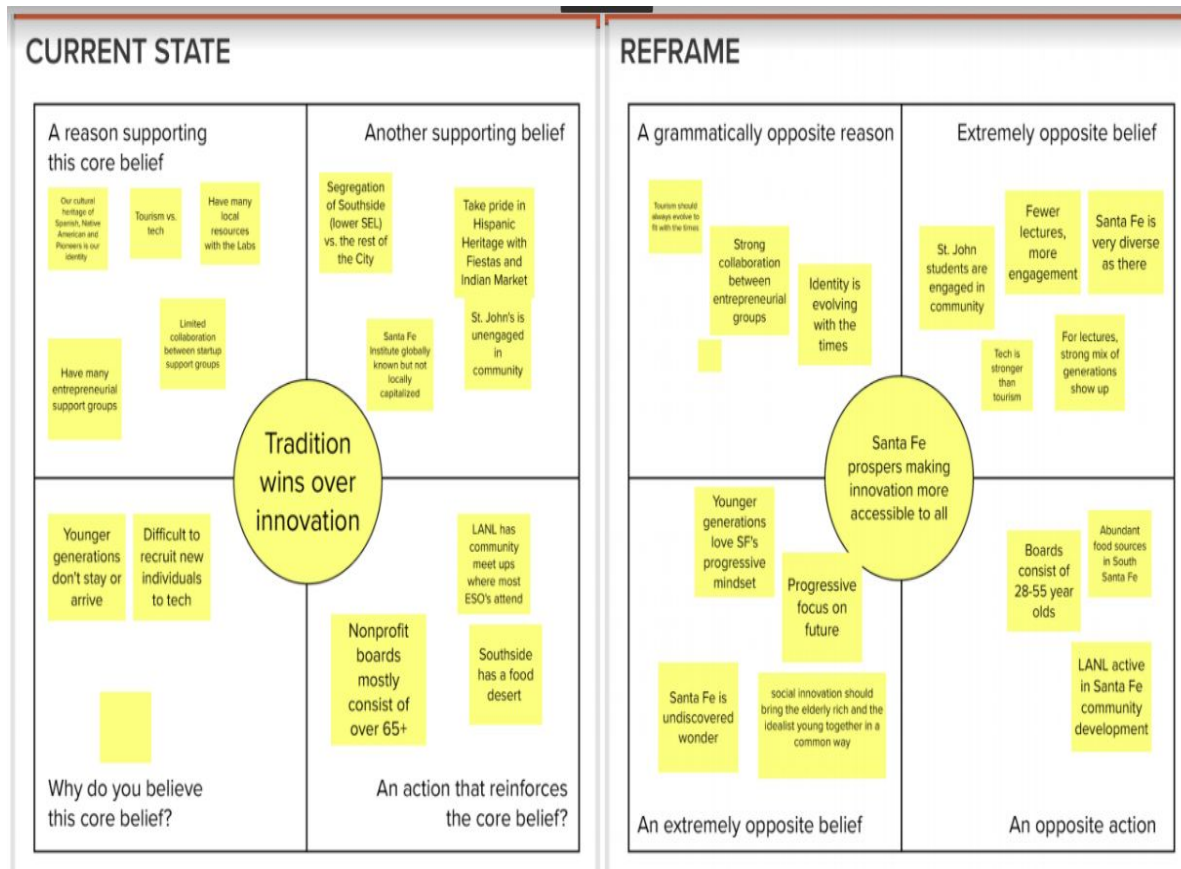 CURRENT STATE
A reason supporting
this core belief
Our cultural
heritage of
Spanish, Native
American and
Pioneers is our
identity
Tourism vs.
tech
Have many
local
resources
with the Labs
Limited
collaboration
between startup
support groups
Have many
entrepreneurial
support groups
Another supporting belief
Segregation
of Southside
(lower SEL)
vs. the rest of
the City
Take pride in
Hispanic
Heritage with
Fiestas and
Indian Market
Santa Fe
Institute globally
known but not
locally
capitalized
St. John's is
unengaged
in
community
Tradition
wins over
innovation
Younger
generations
don't stay or
arrive
Difficult to
recruit new
individuals
to tech
Why do you believe
this core belief?
LANL has
community
meet ups
where most
ESO's attend
Nonprofit
boards
mostly
consist of
over 65+
Southside
has a food
desert
An action that reinforces
the core belief?
REFRAME
A grammatically opposite reason
Tourism should
always evolve to
fit with the times
Strong
collaboration
between
entrepreneurial
groups
Identity is
evolving
with the
times
Extremely opposite belief
St. John
students are
engaged in
community
Fewer
lectures,
more
engagement
Santa Fe is
very diverse
as there
Tech is
stronger
than
tourism
For lectures,
strong mix of
generations
show up
Santa Fe
prospers making
innovation more
accessible to all
Younger
generations
love SF's
progressive
mindset
Progressive
focus on
future
Santa Fe is
undiscovered
wonder
social innovation should
bring the elderly rich and the
idealist young together in a
common way
An extremely opposite belief
Boards
consist of
28-55 year
olds
Abundant
food sources
in South
Santa Fe
LANL active
in Santa Fe
community
development
An opposite action